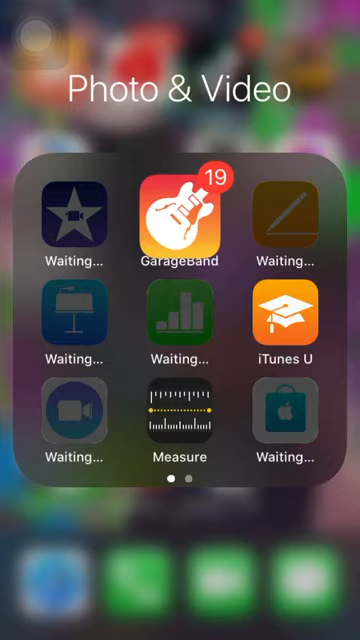 Photo & Video
19
Waiting... GarageBand Waiting...
Waiting... Waiting... iTunes U
Waiting... Measure Waiting...